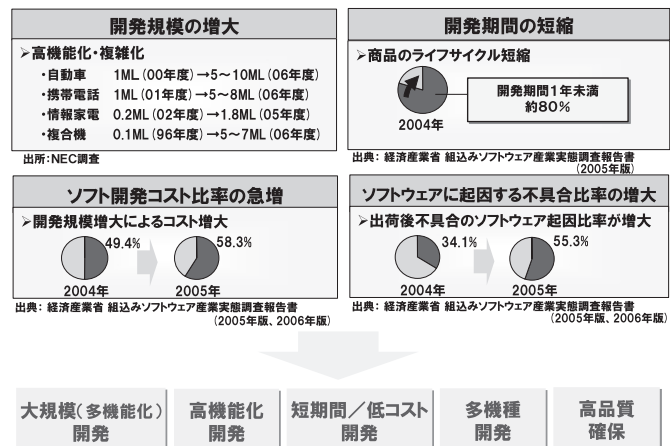 開発規模の増大
➢高機能化・複雑化
・自動車 1ML(00年度)→5～10ML(06年度)
・携帯電話 1ML(01年度)→5～8ML(06年度)
・情報家電 0.2ML(02年度)→1.8ML(05年度)
・複合機 0.1ML(96年度)→5～7ML(06年度)
出所：NEC調査
開発期間の短縮
➢商品のライフサイクル短縮
開発期間1年未満
約80％
2004年
出典： 経済産業省 組込みソフトウェア産業実態調査報告書
(2005年版)
ソフト開発コスト比率の急増
➢開発規模増大によるコスト増大
49.4% 58.3%
2004年 2005年
出典： 経済産業省 組込みソフトウェア産業実態調査報告書
(2005年版、2006年版)
ソフトウェアに起因する不具合比率の増大
➢出荷後不具合のソフトウェア起因比率が増大
34.1% 55.3%
2004年 2005年
出典： 経済産業省 組込みソフトウェア産業実態調査報告書
(2005年版、2006年版)
大規模(多機能化)
開発
高機能化
開発
短期間／低コスト
開発
多機種
開発
高品質
確保